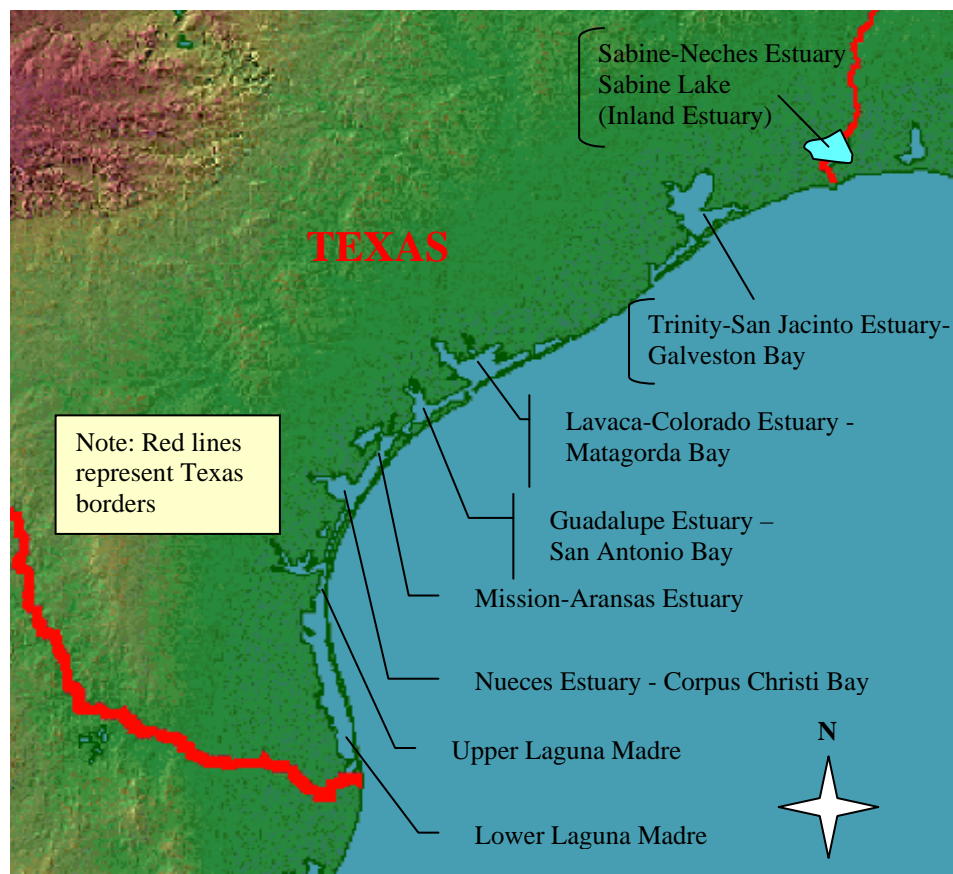 Sabine-Neches Estuary
Sabine Lake
(Inland Estuary)
TEXAS
Trinity-San Jacinto Estuary-
Galveston Bay
Lavaca-Colorado Estuary -
Matagorda Bay
Note: Red lines
represent Texas
borders
Guadalupe Estuary –
San Antonio Bay
Mission-Aransas Estuary
Nueces Estuary - Corpus Christi Bay
Upper Laguna Madre
N
Lower Laguna Madre